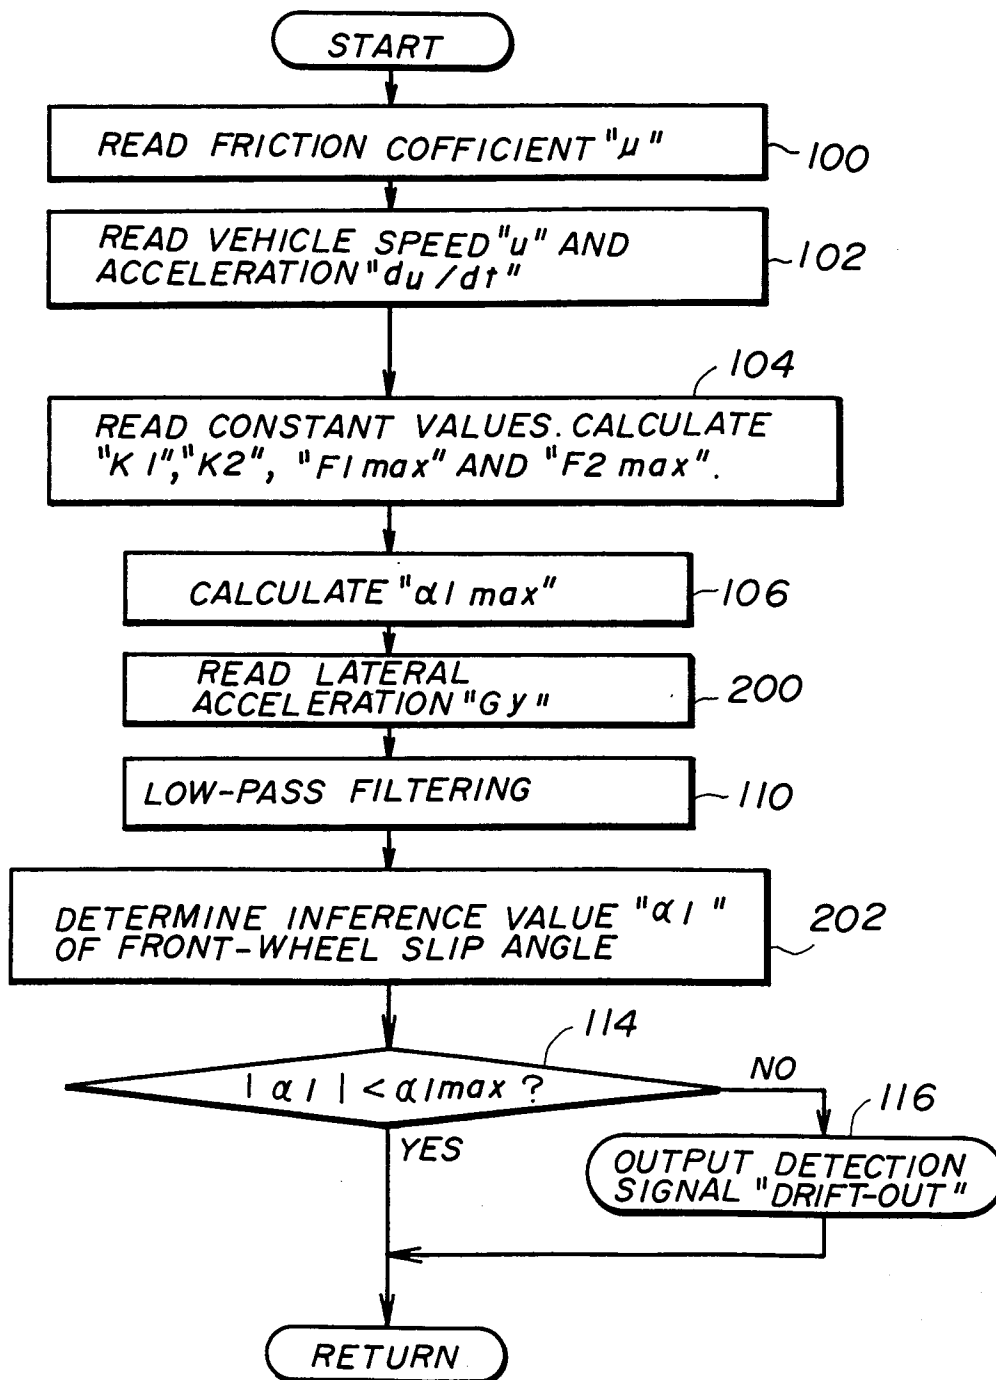 START
READ FRICTION COFFICIENT "μ"
100
READ VEHICLE SPEED "u" AND
ACCELERATION "du/dt"
102
104
READ CONSTANT VALUES. CALCULATE
"K1", "K2", "F1max" AND "F2max".
CALCULATE "α1max"
106
READ LATERAL
ACCELERATION "Gy"
200
LOW-PASS FILTERING
110
DETERMINE INFERENCE VALUE "α1"
OF FRONT-WHEEL SLIP ANGLE
202
114
|α1| < α1max ?
NO
YES
116
OUTPUT DETECTION
SIGNAL "DRIFT-OUT"
RETURN